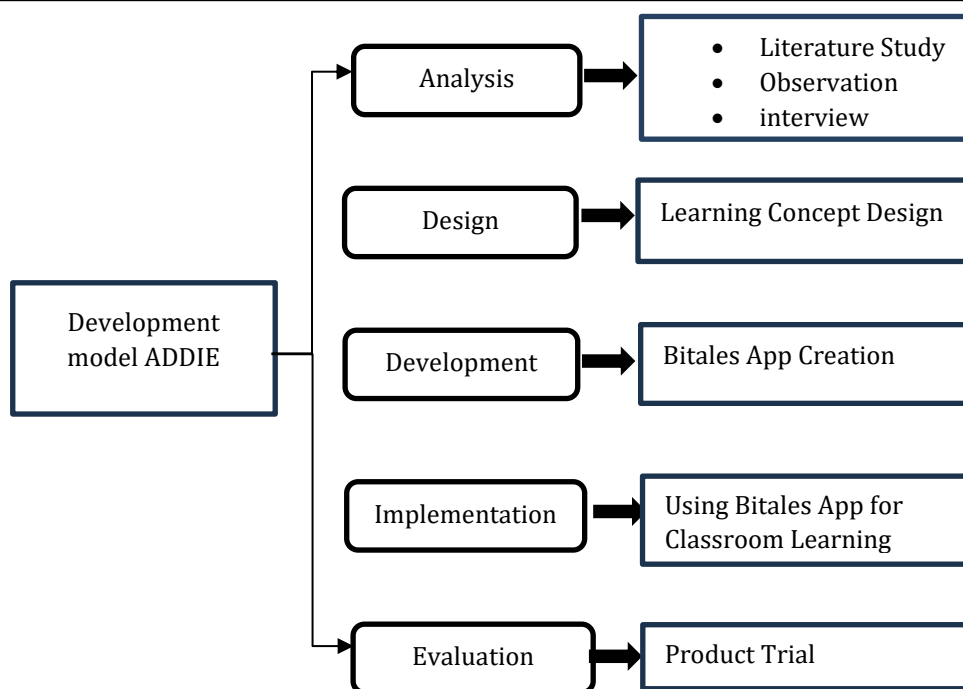 Development
model ADDIE
Analysis
• Literature Study
• Observation
• interview
Design
Learning Concept Design
Development
Bitales App Creation
Implementation
Using Bitales App for
Classroom Learning
Evaluation
Product Trial